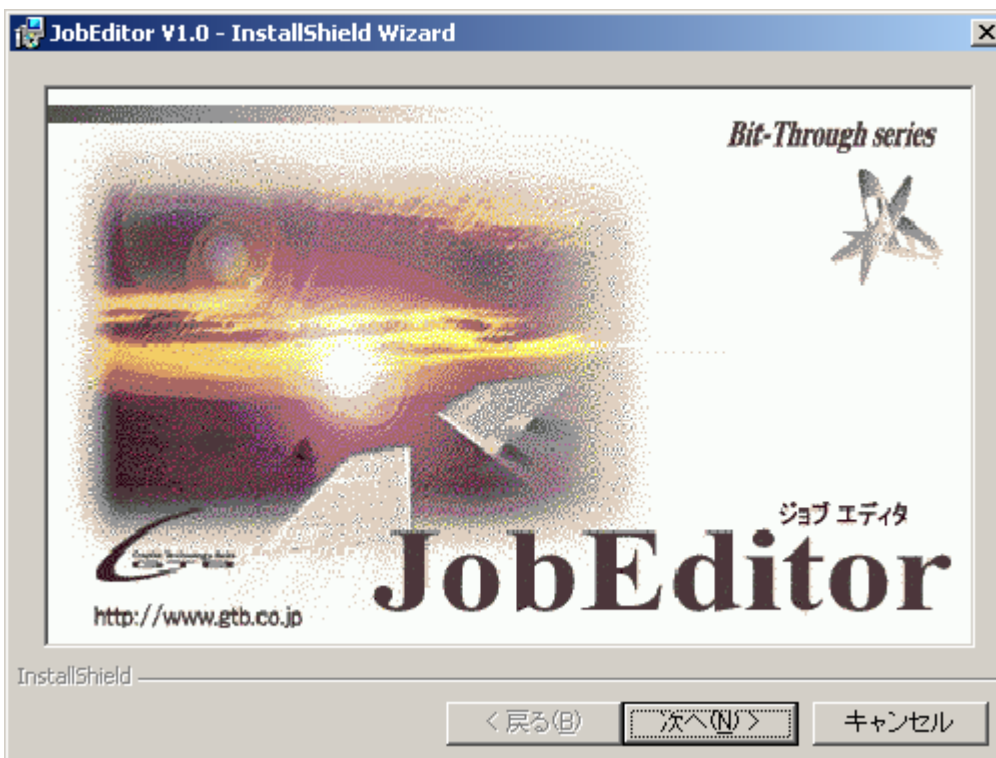 JobEditor V1.0 - InstallShield Wizard
Bit-Through series
ジョブ エディタ
JobEditor
GTB
http://www.gtb.co.jp
InstallShield
< 戻る(B)
次へ(N) >
キャンセル